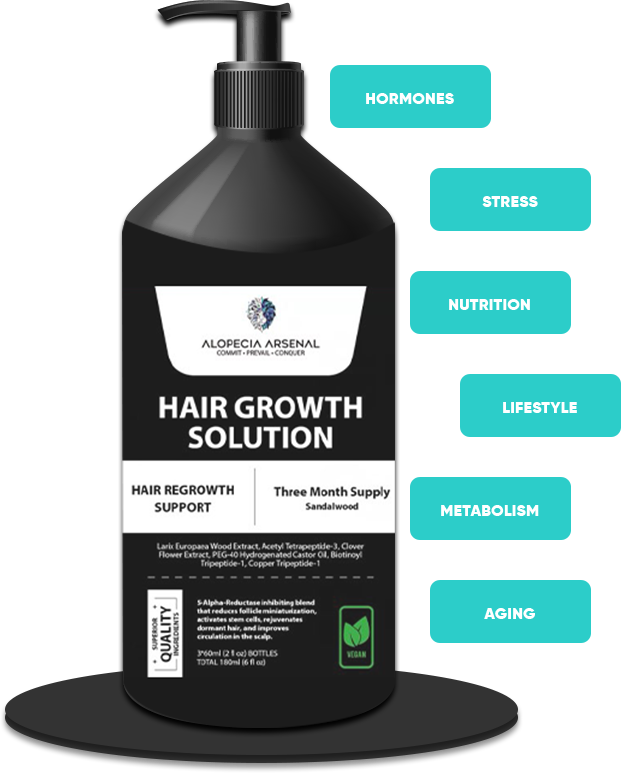 HORMONES
STRESS
NUTRITION
LIFESTYLE
METABOLISM
AGING
ALOPECIA ARSENAL
COMMIT • PREVAIL • CONQUER
HAIR GROWTH
SOLUTION
HAIR REGROWTH
SUPPORT
Three Month Supply
Sandalwood
Larix Europaea Wood Extract, Acetyl Tetrapeptide-3, Clover
Flower Extract, PEG-40 Hydrogenated Castor Oil, Biotinoyl
Tripeptide-1, Copper Tripeptide-1
SUPERIOR
QUALITY
INGREDIENTS
5-Alpha-Reductase inhibiting blend
that reduces follicle miniaturization,
activates stem cells, rejuvenates
dormant hair, and improves
circulation in the scalp.
3*60ml (2 fl oz) BOTTLES
TOTAL 180ml (6 fl oz)
VEGAN